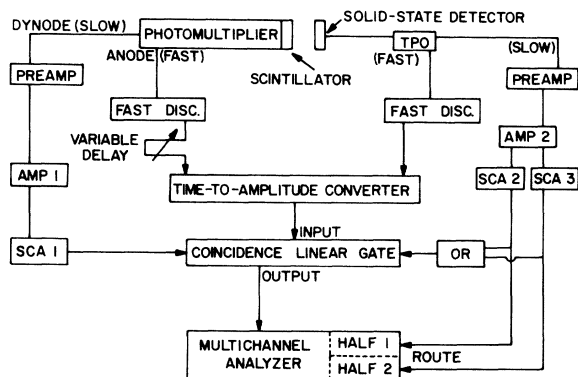 SOLID-STATE DETECTOR
DYNODE (SLOW)
PHOTOMULTIPLIER
TPO
ANODE (FAST)
(FAST)
(SLOW)
SCINTILLATOR
PREAMP
PREAMP
FAST DISC.
FAST DISC.
VARIABLE
DELAY
AMP 2
AMP 1
TIME-TO-AMPLITUDE CONVERTER
SCA 2
SCA 3
INPUT
SCA 1
COINCIDENCE LINEAR GATE
OR
OUTPUT
MULTICHANNEL
ANALYZER
HALF 1
ROUTE
HALF 2